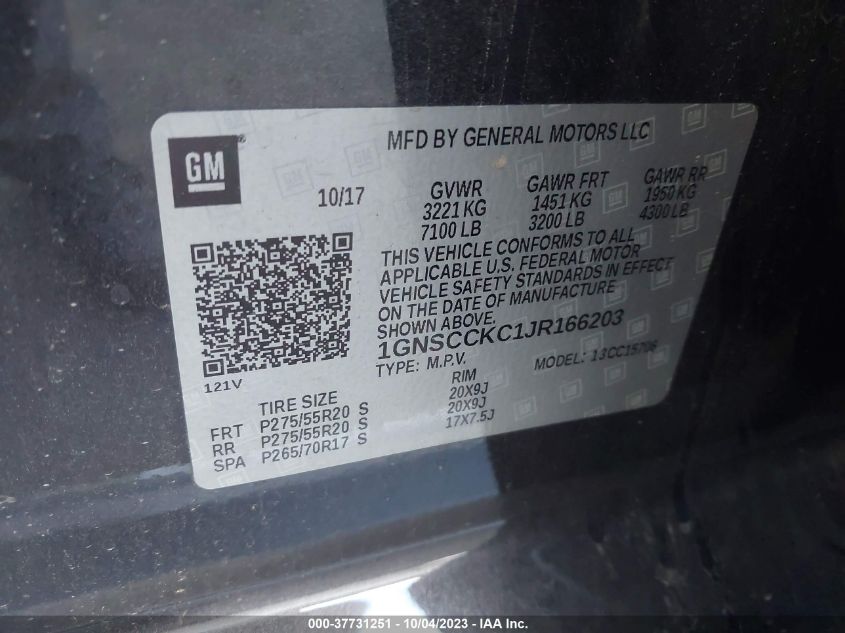 MFD BY GENERAL MOTORS LLC
GM
10/17
GVWR GAWR FRT GAWR RR
3221 KG 1451 KG 1950 KG
7100 LB 3200 LB 4300 LB
THIS VEHICLE CONFORMS TO ALL
APPLICABLE U.S. FEDERAL MOTOR
VEHICLE SAFETY STANDARDS IN EFFECT
ON THE DATE OF MANUFACTURE
SHOWN ABOVE.
1GNSCCKC1JR166203
TYPE: M.P.V. MODEL: 13CC15706
121V
TIRE SIZE RIM
FRT P275/55R20 S 20X9J
RR P275/55R20 S 20X9J
SPA P265/70R17 S 17X7.5J
000-37731251 - 10/04/2023 - IAA Inc.